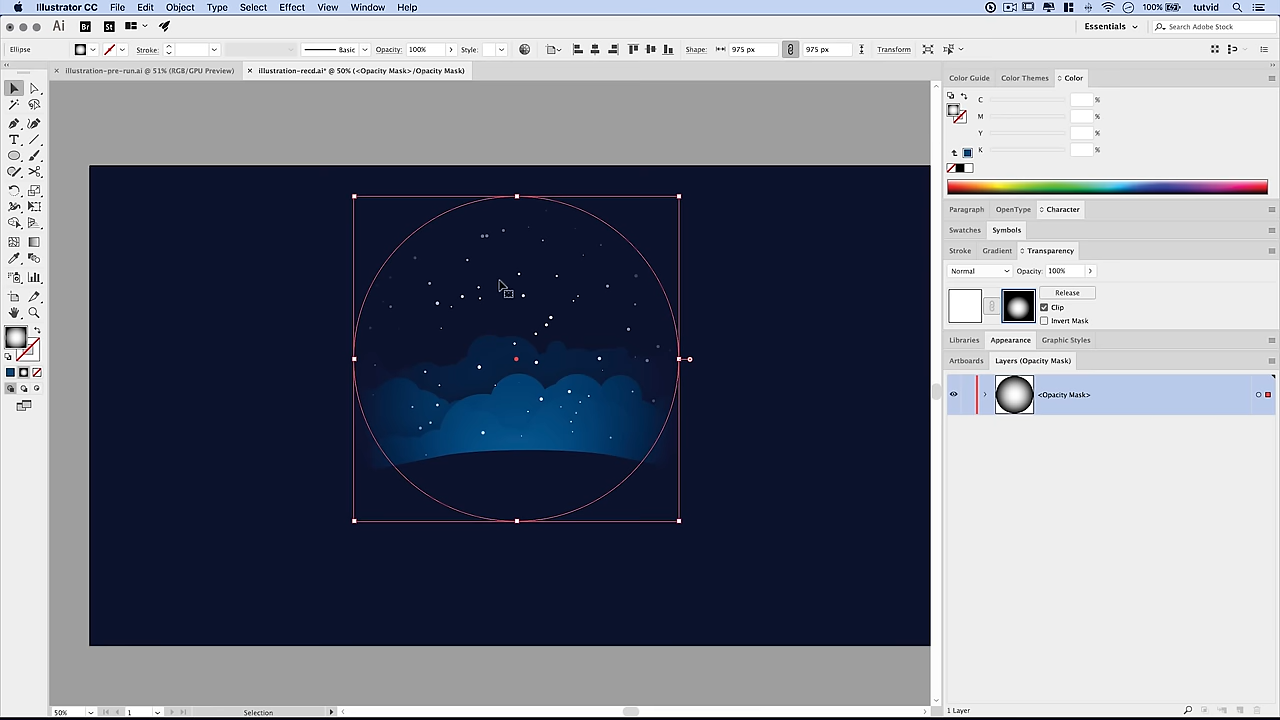 Illustrator CC File Edit Object Type Select Effect View Window Help 100% tutvid
Ai Br St Essentials Search Adobe Stock
Ellipse Stroke: Basic Opacity: 100% Style: Shape: 975 px 975 px Transform
illustration-pre-run.ai @ 51% (RGB/GPU Preview) illustration-recd.ai* @ 50% (<Opacity Mask>/Opacity Mask)
Color Guide Color Themes Color
C %
M %
Y %
K %
Paragraph OpenType Character
Swatches Symbols
Stroke Gradient Transparency
Normal Opacity: 100%
Release
Clip
Invert Mask
Libraries Appearance Graphic Styles
Artboards Layers (Opacity Mask)
<Opacity Mask>
50% 1 Selection 1 Layer